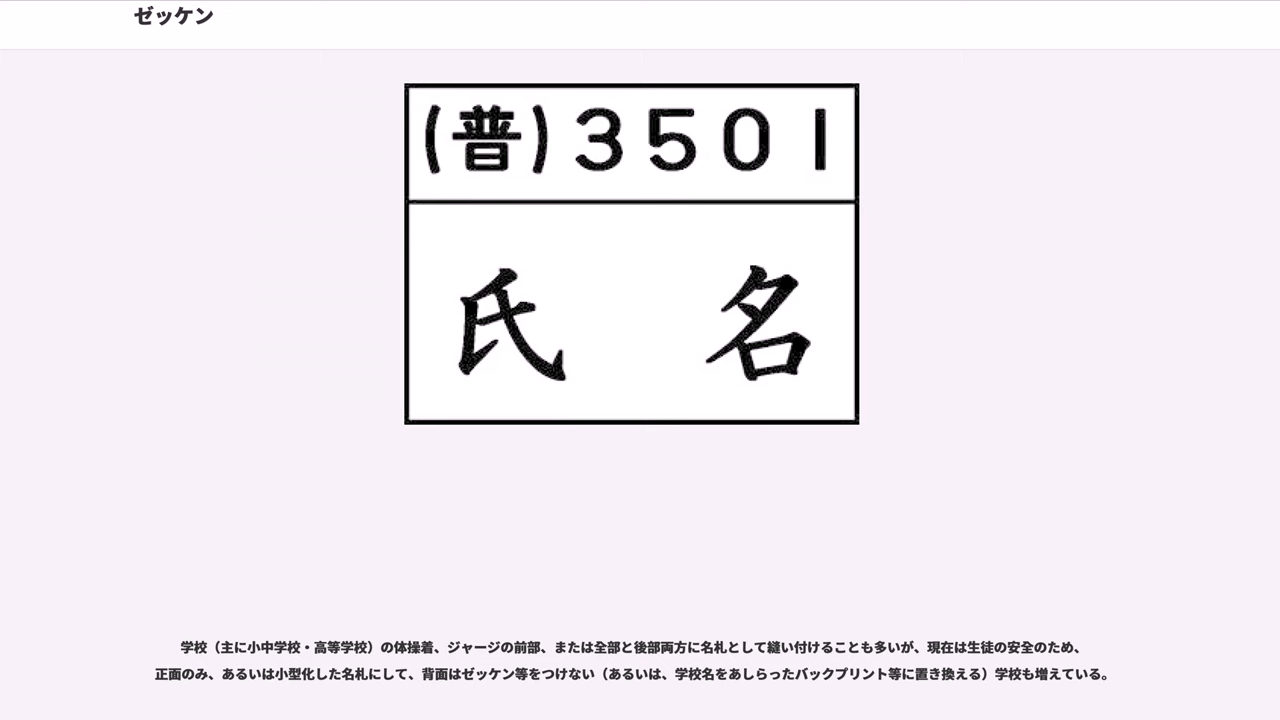 ゼッケン
(普)3501
氏 名
学校（主に小中学校・高等学校）の体操着、ジャージの前部、または全部と後部両方に名札として縫い付けることも多いが、現在は生徒の安全のため、
正面のみ、あるいは小型化した名札にして、背面はゼッケン等をつけない（あるいは、学校名をあしらったバックプリント等に置き換える）学校も増えている。